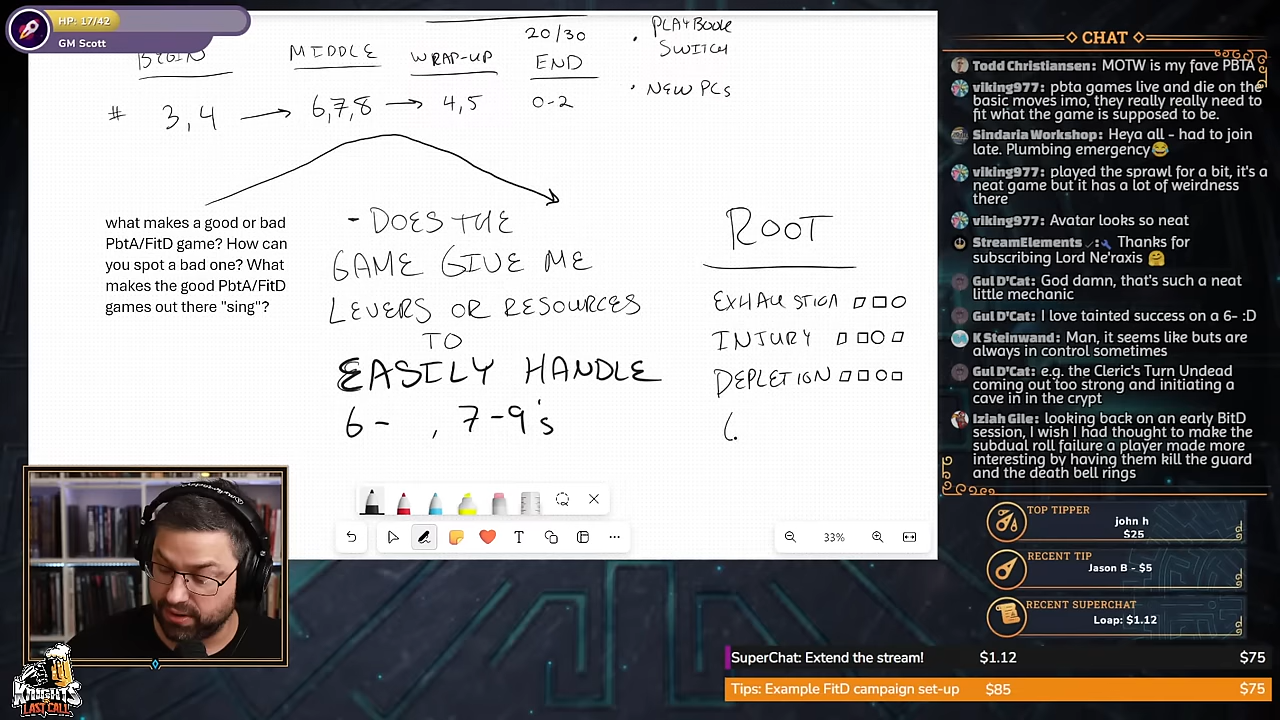 HP: 17/42
GM Scott
BEGIN
MIDDLE
WRAP-UP
20/30
END
# 3,4 → 6,7,8 → 4,5 0-2
• PLAYBOOK
SWITCH
• NEW PCs
what makes a good or bad
PbtA/FitD game? How can
you spot a bad one? What
makes the good PbtA/FitD
games out there "sing"?
- DOES THE
GAME GIVE ME
LEVERS OR RESOURCES
TO
EASILY HANDLE
6- , 7-9's
ROOT
EXHAUSTION
INJURY
DEPLETION
33%
CHAT
Todd Christiansen: MOTW is my fave PBTA
viking977: pbta games live and die on the
basic moves imo, they really really need to
fit what the game is supposed to be.
Sindaria Workshop: Heya all - had to join
late. Plumbing emergency😂
viking977: played the sprawl for a bit, it's a
neat game but it has a lot of weirdness
there
viking977: Avatar looks so neat
StreamElements: Thanks for
subscribing Lord Ne'raxis 🤗
Gul D'Cat: God damn, that's such a neat
little mechanic
Gul D'Cat: I love tainted success on a 6- :D
K Steinwand: Man, it seems like buts are
always in control sometimes
Gul D'Cat: e.g. the Cleric's Turn Undead
coming out too strong and initiating a
cave in in the crypt
Iziah Gile: looking back on an early BitD
session, I wish I had thought to make the
subdual roll failure a player made more
interesting by having them kill the guard
and the death bell rings
TOP TIPPER
john h
$25
RECENT TIP
Jason B - $5
RECENT SUPERCHAT
Loap: $1.12
SuperChat: Extend the stream! $1.12 $75
Tips: Example FitD campaign set-up $85 $75
KNIGHTS
LAST CALL